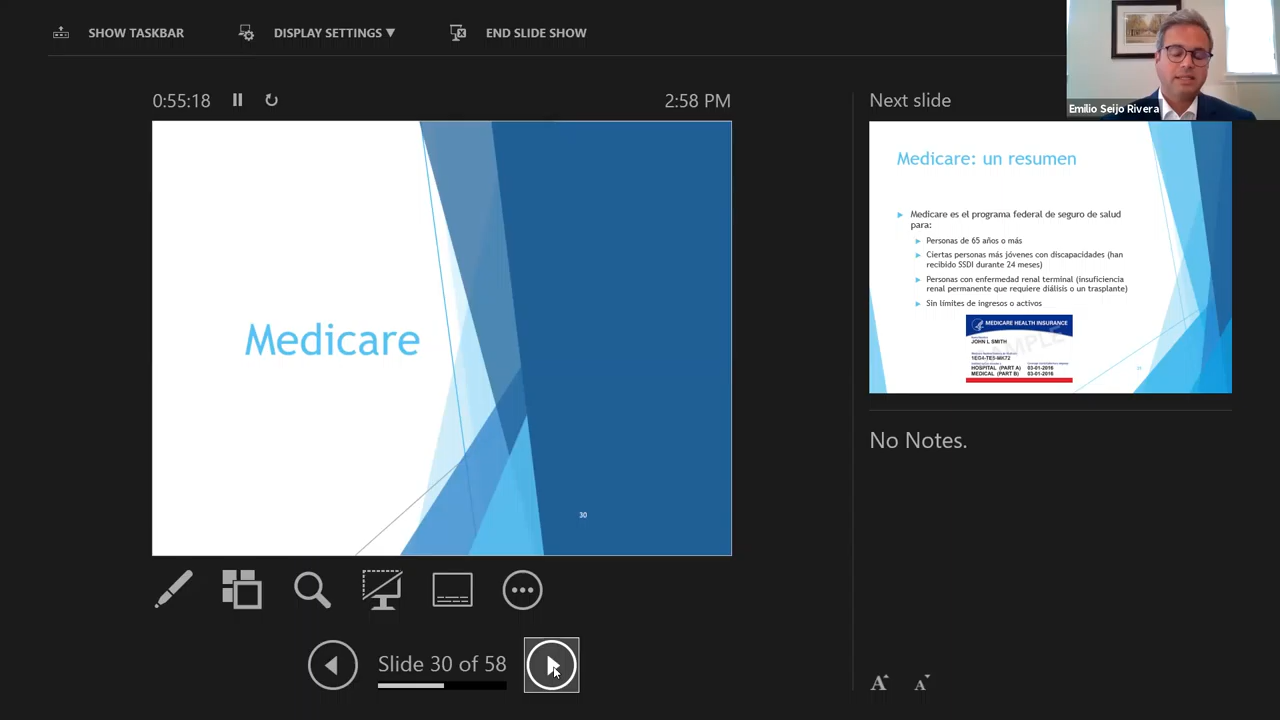 SHOW TASKBAR
DISPLAY SETTINGS ▼
END SLIDE SHOW
Emilio Seijo Rivera
0:55:18
2:58 PM
Medicare
30
Slide 30 of 58
Next slide
Medicare: un resumen
Medicare es el programa federal de seguro de salud
para:
Personas de 65 años o más
Ciertas personas más jóvenes con discapacidades (han
recibido SSDI durante 24 meses)
Personas con enfermedad renal terminal (insuficiencia
renal permanente que requiere diálisis o un trasplante)
Sin límites de ingresos o activos
MEDICARE HEALTH INSURANCE
JOHN L SMITH
1EG4-TE5-MK72
HOSPITAL (PART A) 03-01-2016
MEDICAL (PART B) 03-01-2016
No Notes.
A A